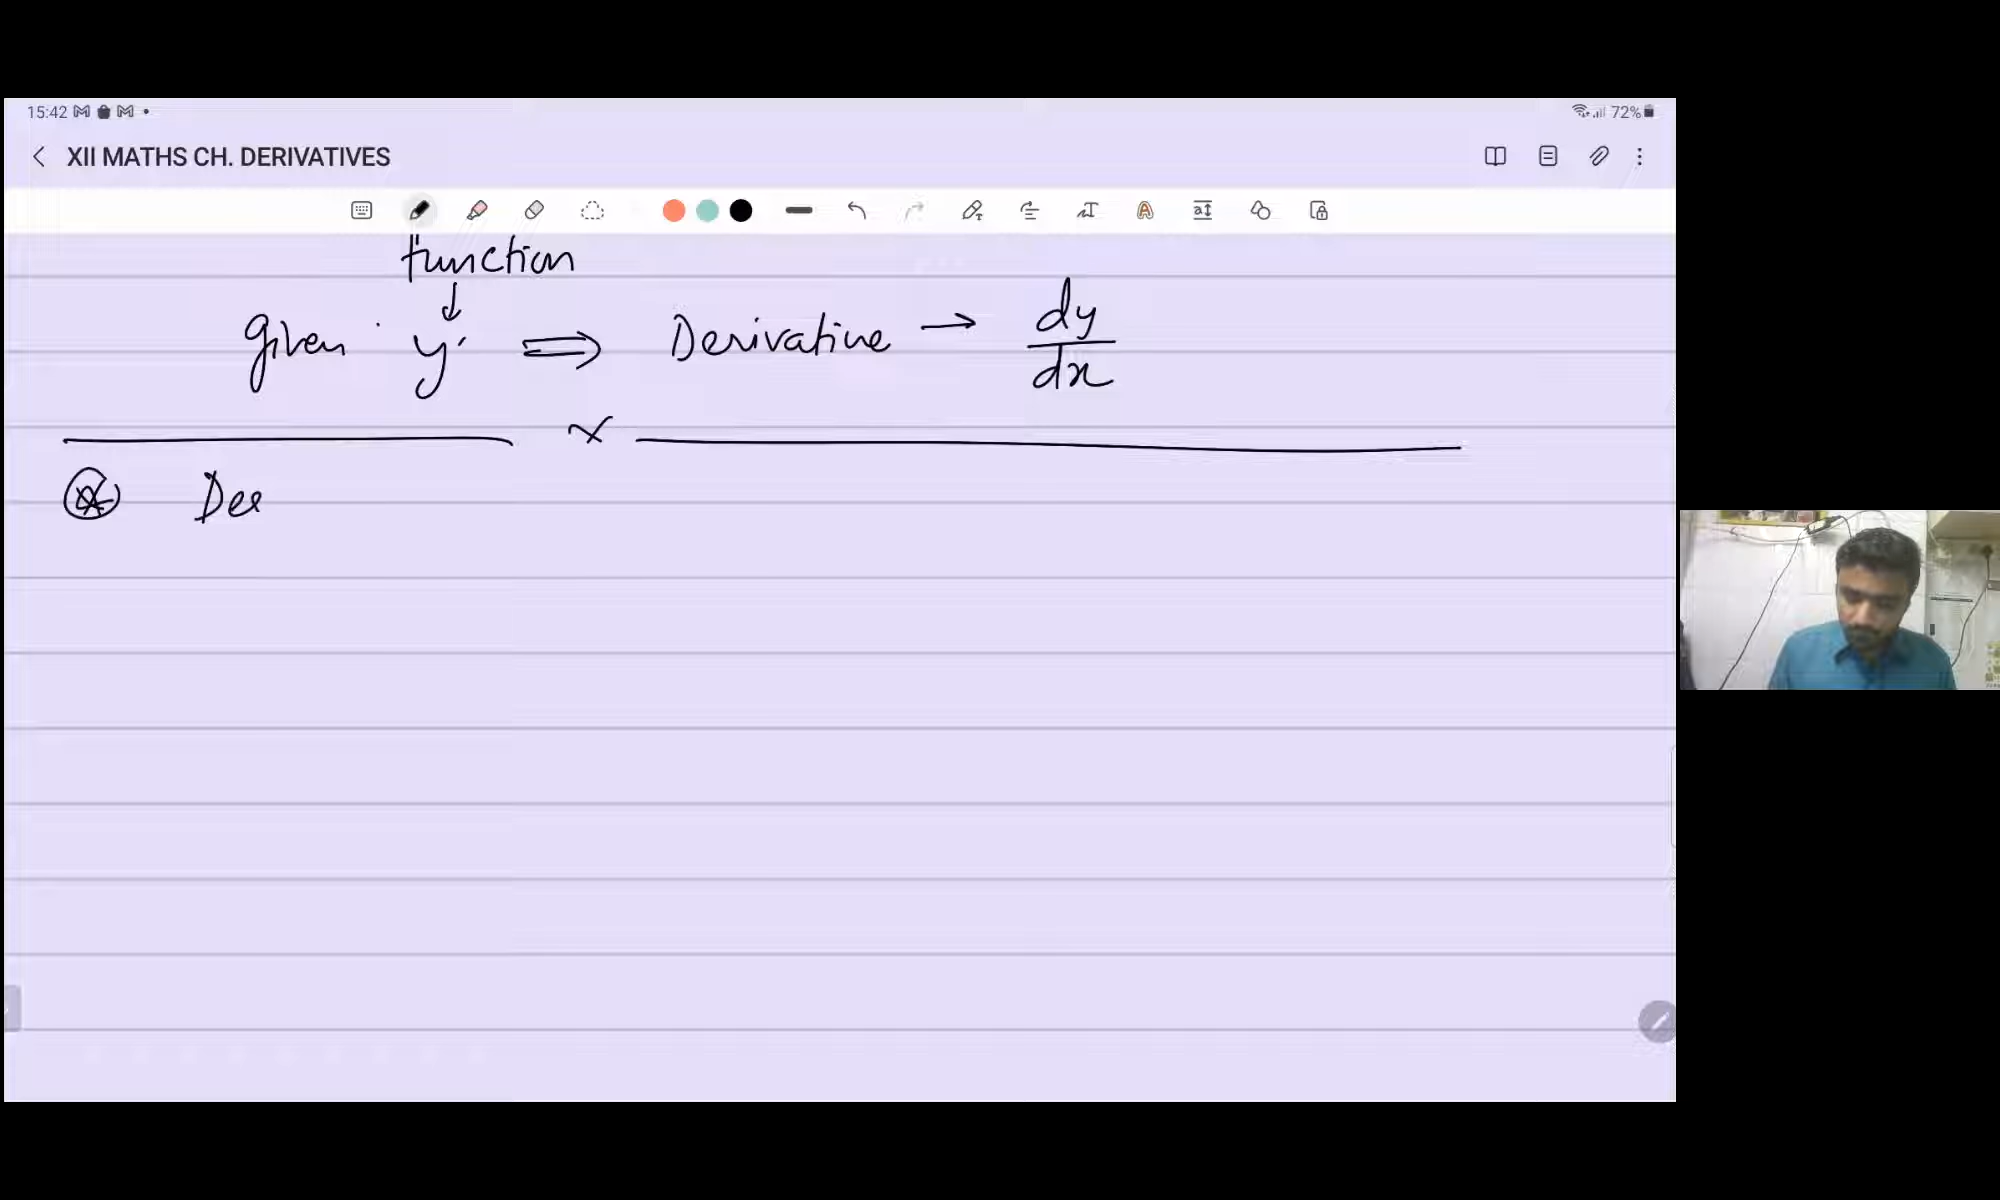 15:42
72%
XII MATHS CH. DERIVATIVES
function
↓
Given y ⇒ Derivative → dy/dx
x
Der